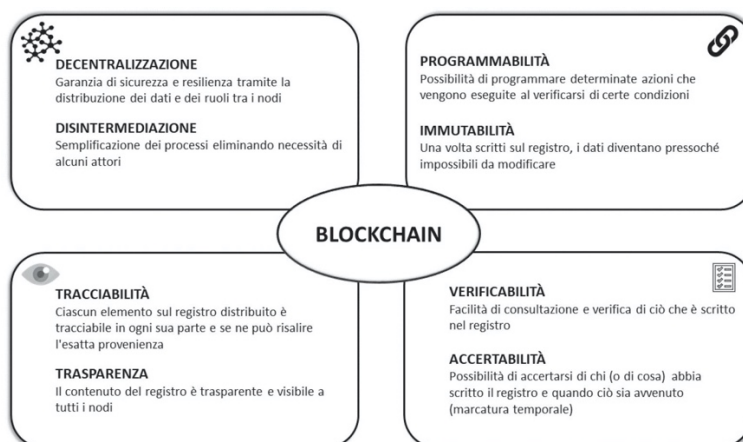 DECENTRALIZZAZIONE
Garanzia di sicurezza e resilienza tramite la
distribuzione dei dati e dei ruoli tra i nodi
DISINTERMEDIAZIONE
Semplificazione dei processi eliminando necessità di
alcuni attori
PROGRAMMABILITÀ
Possibilità di programmare determinate azioni che
vengono eseguite al verificarsi di certe condizioni
IMMUTABILITÀ
Una volta scritti sul registro, i dati diventano pressoché
impossibili da modificare
BLOCKCHAIN
TRACCIABILITÀ
Ciascun elemento sul registro distribuito è
tracciabile in ogni sua parte e se ne può risalire
l'esatta provenienza
TRASPARENZA
Il contenuto del registro è trasparente e visibile a
tutti i nodi
VERIFICABILITÀ
Facilità di consultazione e verifica di ciò che è scritto
nel registro
ACCERTABILITÀ
Possibilità di accertarsi di chi (o di cosa) abbia
scritto il registro e quando ciò sia avvenuto
(marcatura temporale)